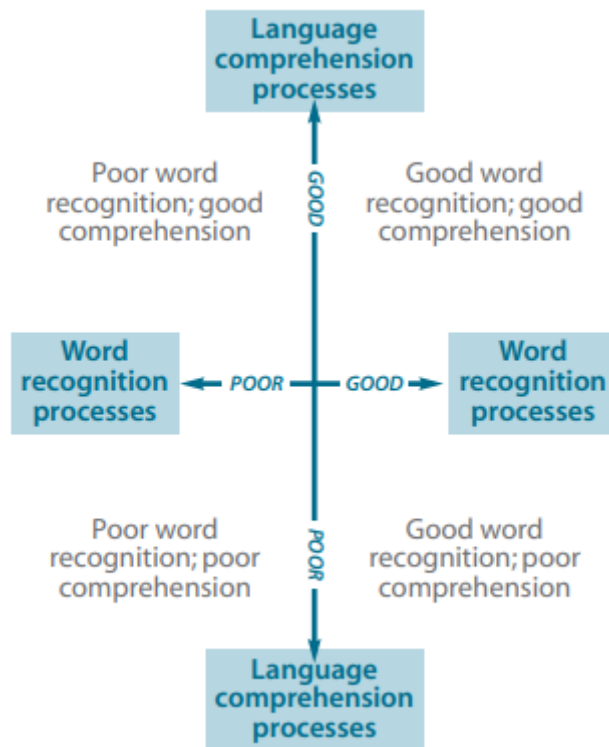 Language
comprehension
processes
Poor word
recognition; good
comprehension
GOOD
Good word
recognition; good
comprehension
Word
recognition
processes
POOR
GOOD
Word
recognition
processes
Poor word
recognition; poor
comprehension
POOR
Good word
recognition; poor
comprehension
Language
comprehension
processes